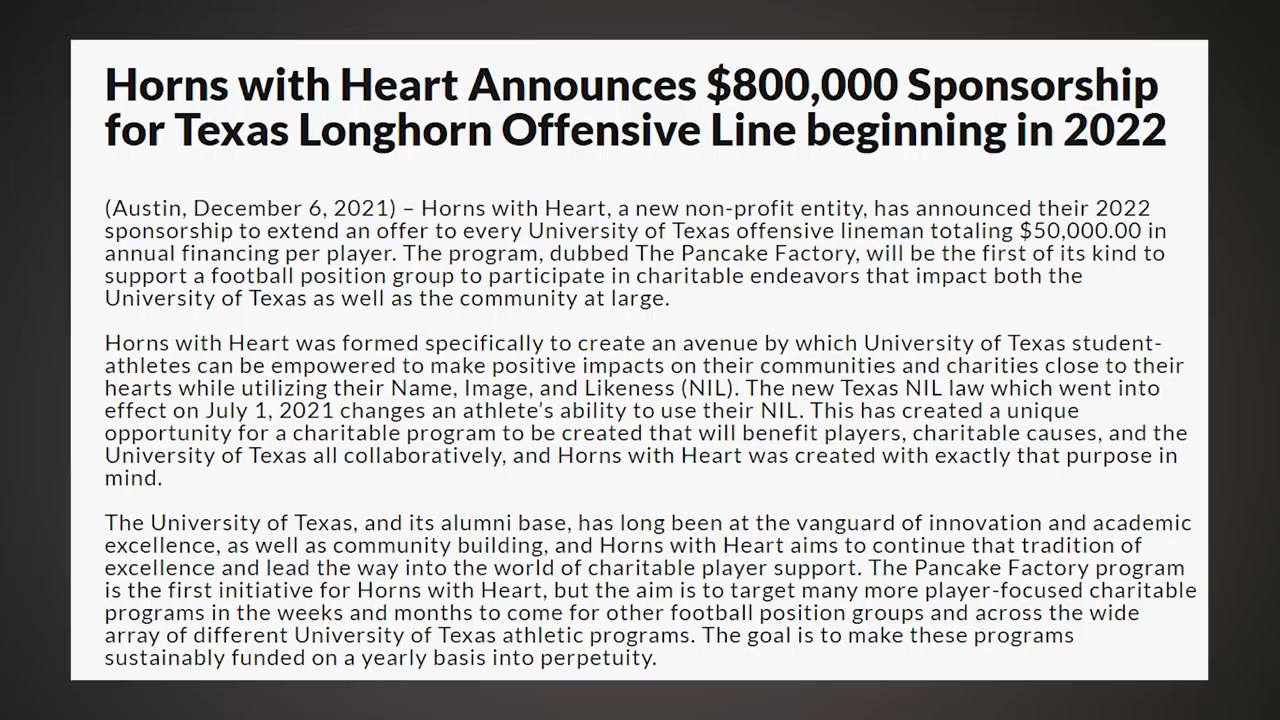 Horns with Heart Announces $800,000 Sponsorship
for Texas Longhorn Offensive Line beginning in 2022
(Austin, December 6, 2021) – Horns with Heart, a new non-profit entity, has announced their 2022
sponsorship to extend an offer to every University of Texas offensive lineman totaling $50,000.00 in
annual financing per player. The program, dubbed The Pancake Factory, will be the first of its kind to
support a football position group to participate in charitable endeavors that impact both the
University of Texas as well as the community at large.
Horns with Heart was formed specifically to create an avenue by which University of Texas student-
athletes can be empowered to make positive impacts on their communities and charities close to their
hearts while utilizing their Name, Image, and Likeness (NIL). The new Texas NIL law which went into
effect on July 1, 2021 changes an athlete's ability to use their NIL. This has created a unique
opportunity for a charitable program to be created that will benefit players, charitable causes, and the
University of Texas all collaboratively, and Horns with Heart was created with exactly that purpose in
mind.
The University of Texas, and its alumni base, has long been at the vanguard of innovation and academic
excellence, as well as community building, and Horns with Heart aims to continue that tradition of
excellence and lead the way into the world of charitable player support. The Pancake Factory program
is the first initiative for Horns with Heart, but the aim is to target many more player-focused charitable
programs in the weeks and months to come for other football position groups and across the wide
array of different University of Texas athletic programs. The goal is to make these programs
sustainably funded on a yearly basis into perpetuity.